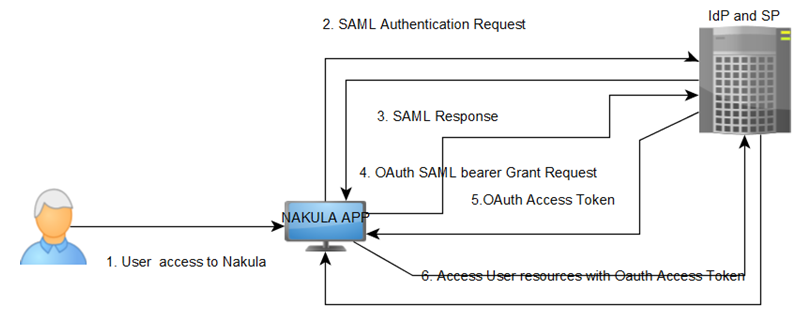 IdP and SP
2. SAML Authentication Request
3. SAML Response
4. OAuth SAML bearer Grant Request
5.OAuth Access Token
NAKULA APP
1. User access to Nakula
6. Access User resources with Oauth Access Token